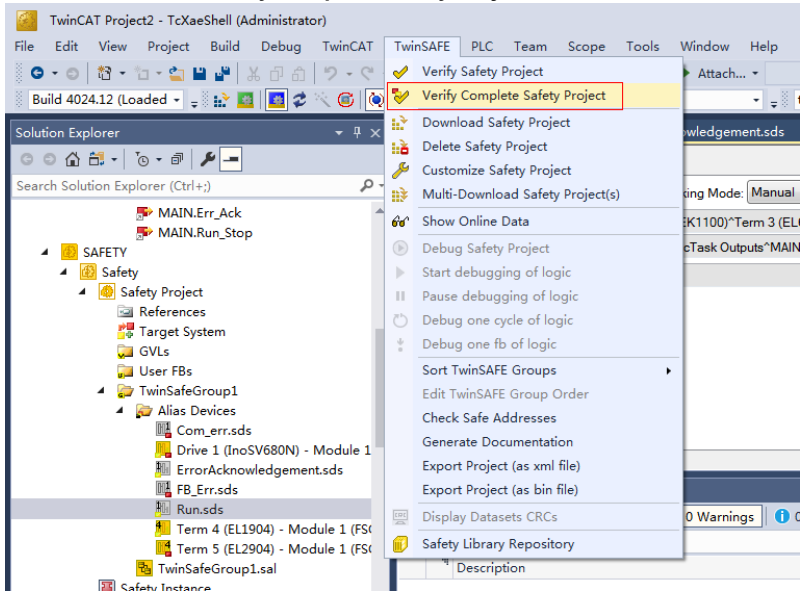 TwinCAT Project2 - TcXaeShell (Administrator)
File Edit View Project Build Debug TwinCAT TwinSAFE PLC Team Scope Tools Window Help
Attach...
Build 4024.12 (Loaded
Solution Explorer
Search Solution Explorer (Ctrl+;)
MAIN.Err_Ack
MAIN.Run_Stop
SAFETY
Safety
Safety Project
References
Target System
GVLs
User FBs
TwinSafeGroup1
Alias Devices
Com_err.sds
Drive 1 (InoSV680N) - Module 1
ErrorAcknowledgement.sds
FB_Err.sds
Run.sds
Term 4 (EL1904) - Module 1 (FSO
Term 5 (EL2904) - Module 1 (FSO
TwinSafeGroup1.sal
Safety Instance
Verify Safety Project
Verify Complete Safety Project
Download Safety Project
Delete Safety Project
Customize Safety Project
Multi-Download Safety Project(s)
Show Online Data
Debug Safety Project
Start debugging of logic
Pause debugging of logic
Debug one cycle of logic
Debug one fb of logic
Sort TwinSAFE Groups
Edit TwinSAFE Group Order
Check Safe Addresses
Generate Documentation
Export Project (as xml file)
Export Project (as bin file)
Display Datasets CRCs
Safety Library Repository
owledgement.sds
king Mode: Manual
EK1100)^Term 3 (EL
cTask Outputs^MAIN
0 Warnings
Description